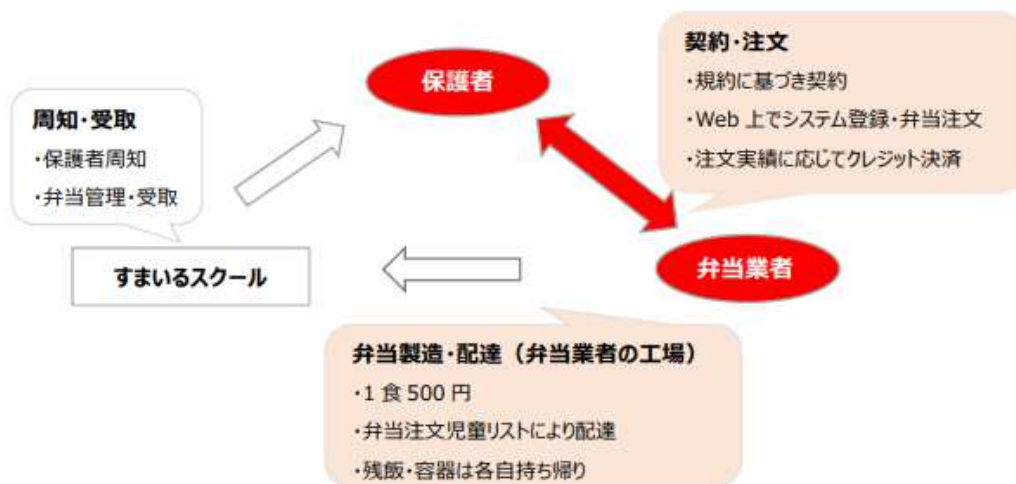 保護者
契約・注文
・規約に基づき契約
・Web 上でシステム登録・弁当注文
・注文実績に応じてクレジット決済
周知・受取
・保護者周知
・弁当管理・受取
すまいるスクール
弁当業者
弁当製造・配達（弁当業者の工場）
・1 食 500 円
・弁当注文児童リストにより配達
・残飯・容器は各自持ち帰り